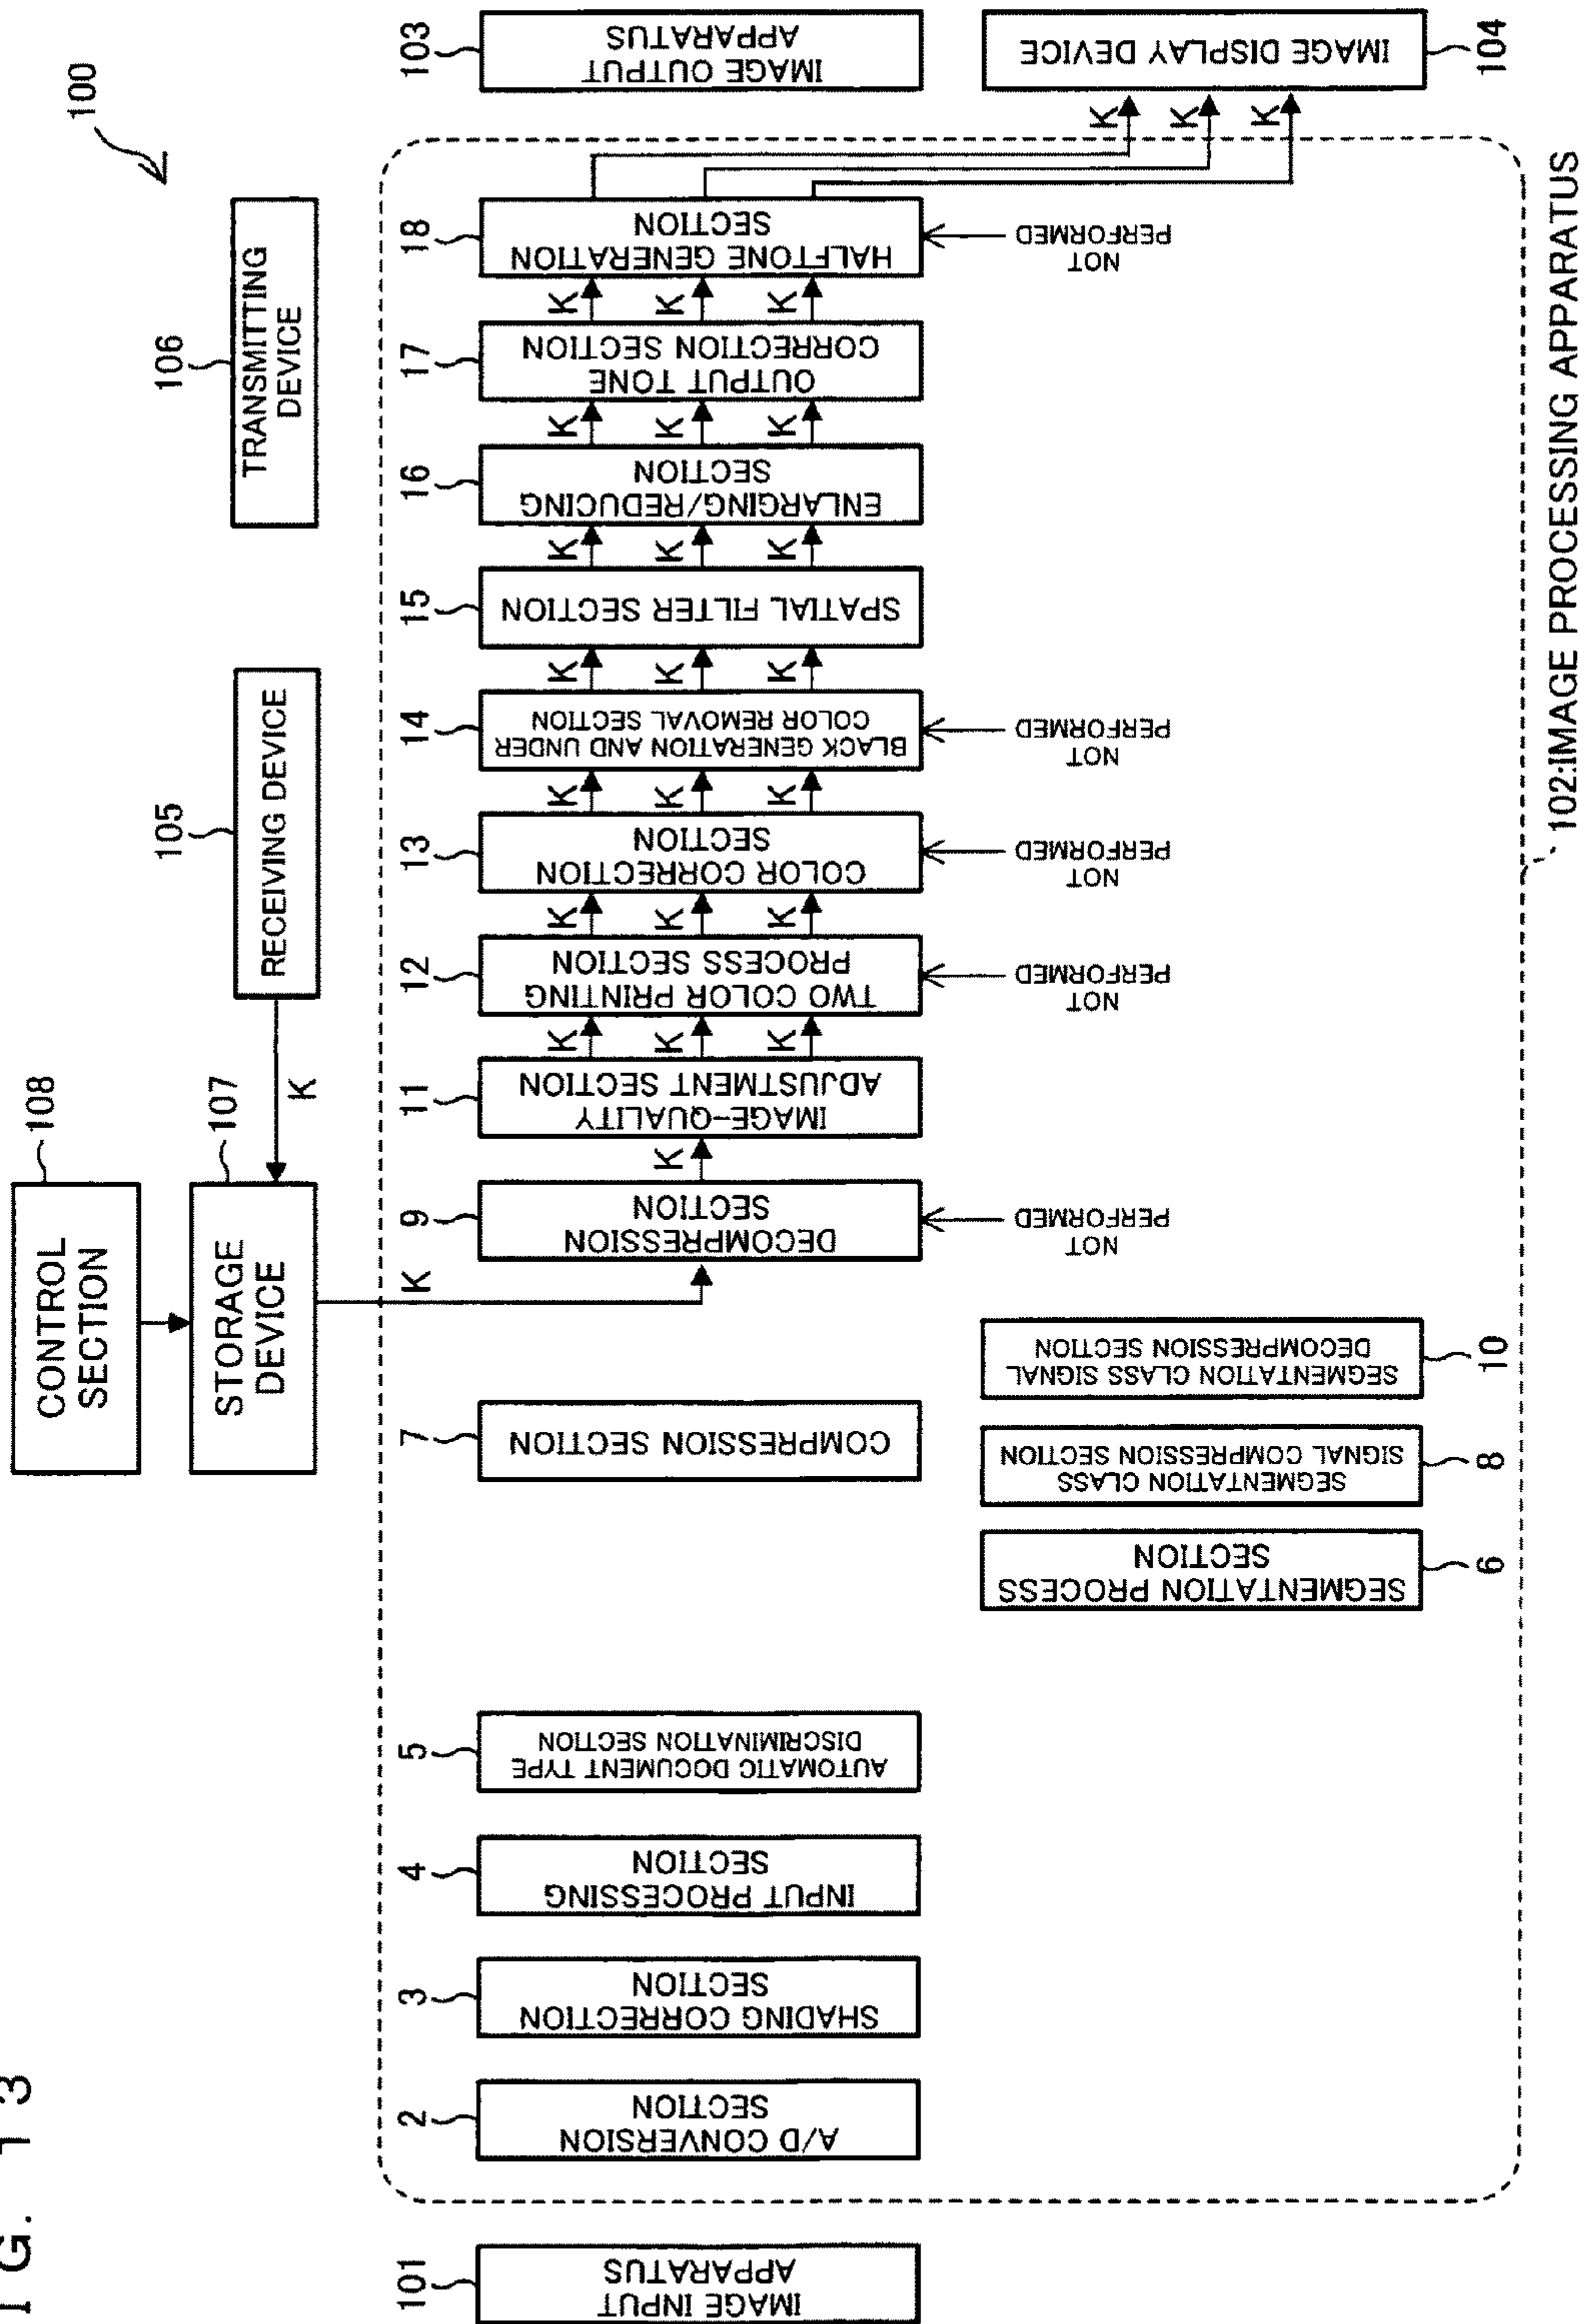 I G. 1 3
100
CONTROL
SECTION
108
STORAGE
DEVICE
107
K
105
RECEIVING DEVICE
106
TRANSMITTING
DEVICE
101
IMAGE INPUT
APPARATUS
2
A/D CONVERSION
SECTION
3
SHADING CORRECTION
SECTION
4
INPUT PROCESSING
SECTION
5
AUTOMATIC DOCUMENT TYPE
DISCRIMINATION SECTION
7
COMPRESSION SECTION
K
9
DECOMPRESSION
SECTION
NOT
PERFORMED
K
11
IMAGE-QUALITY
ADJUSTMENT SECTION
K
K
K
12
TWO COLOR PRINTING
PROCESS SECTION
NOT
PERFORMED
K
K
K
13
COLOR CORRECTION
SECTION
NOT
PERFORMED
K
K
K
14
BLACK GENERATION AND UNDER
COLOR REMOVAL SECTION
NOT
PERFORMED
K
K
K
15
SPATIAL FILTER SECTION
K
K
K
16
ENLARGING/REDUCING
SECTION
K
K
K
17
OUTPUT TONE
CORRECTION SECTION
K
K
K
18
HALFTONE GENERATION
SECTION
NOT
PERFORMED
K
K
K
103
IMAGE OUTPUT
APPARATUS
IMAGE DISPLAY DEVICE
104
SEGMENTATION PROCESS
SECTION
6
SEGMENTATION CLASS
SIGNAL COMPRESSION SECTION
8
SEGMENTATION CLASS SIGNAL
DECOMPRESSION SECTION
10
102:IMAGE PROCESSING APPARATUS